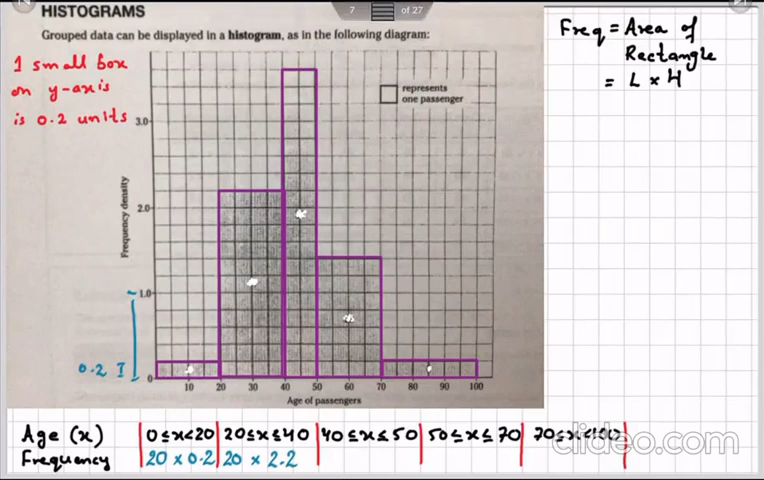 7 of 27
HISTOGRAMS
Grouped data can be displayed in a histogram, as in the following diagram:
1 small box
on y-axis
is 0.2 units
Freq = Area of
Rectangle
= L × H
represents
one passenger
3.0
2.0
1.0
0
Frequency density
0.2 I
10 20 30 40 50 60 70 80 90 100
Age of passengers
Age (x) 0≤x<20 20≤x≤40 40≤x≤50 50≤x≤70 70≤x<100
Frequency 20 × 0.2 20 × 2.2
clideo.com